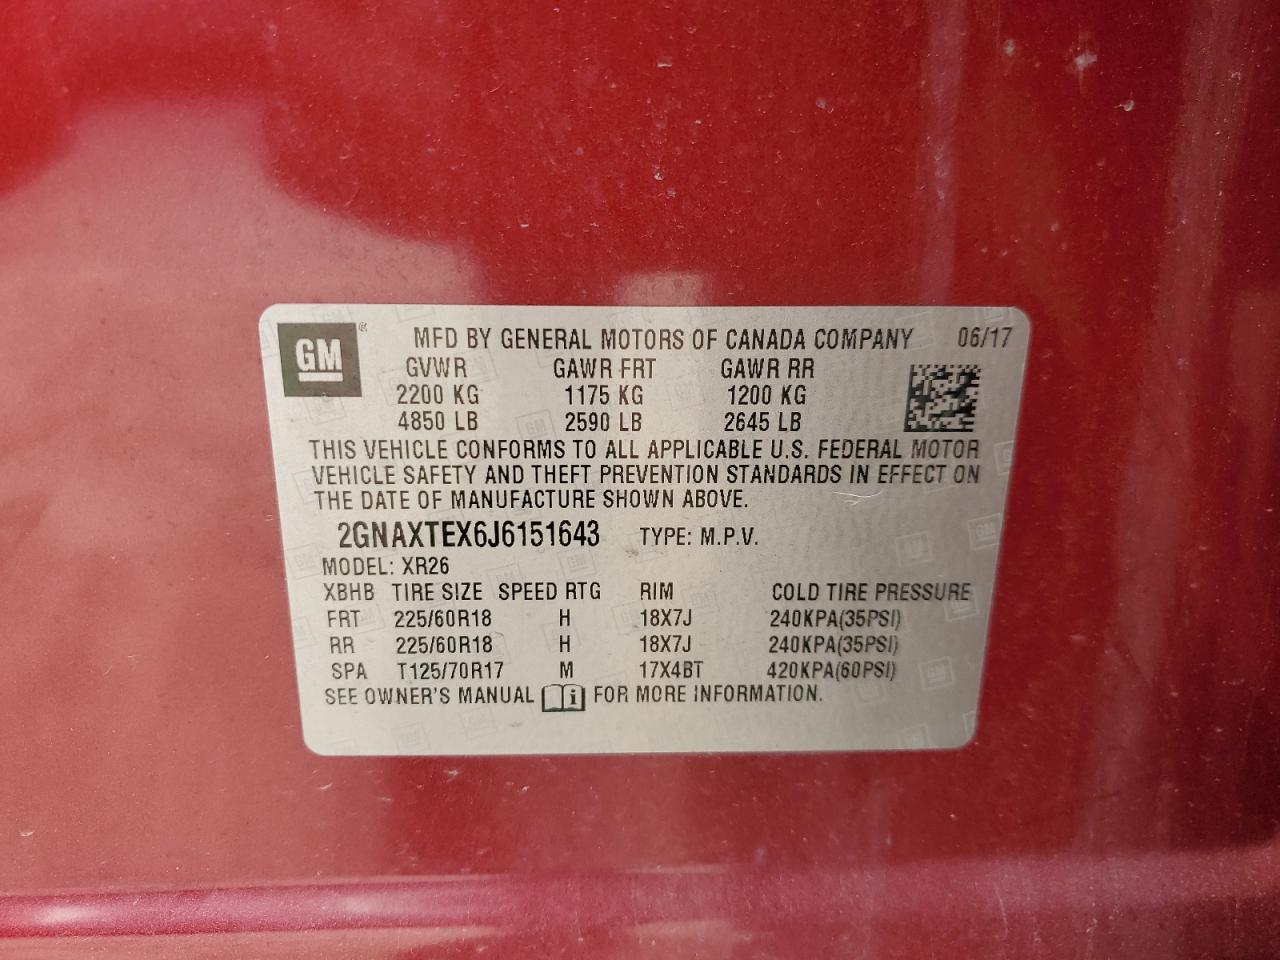 GM ® MFD BY GENERAL MOTORS OF CANADA COMPANY 06/17
GVWR GAWR FRT GAWR RR
2200 KG 1175 KG 1200 KG
4850 LB 2590 LB 2645 LB
THIS VEHICLE CONFORMS TO ALL APPLICABLE U.S. FEDERAL MOTOR
VEHICLE SAFETY AND THEFT PREVENTION STANDARDS IN EFFECT ON
THE DATE OF MANUFACTURE SHOWN ABOVE.
2GNAXTEX6J6151643 TYPE: M.P.V.
MODEL: XR26
XBHB TIRE SIZE SPEED RTG RIM COLD TIRE PRESSURE
FRT 225/60R18 H 18X7J 240KPA(35PSI)
RR 225/60R18 H 18X7J 240KPA(35PSI)
SPA T125/70R17 M 17X4BT 420KPA(60PSI)
SEE OWNER'S MANUAL i FOR MORE INFORMATION.